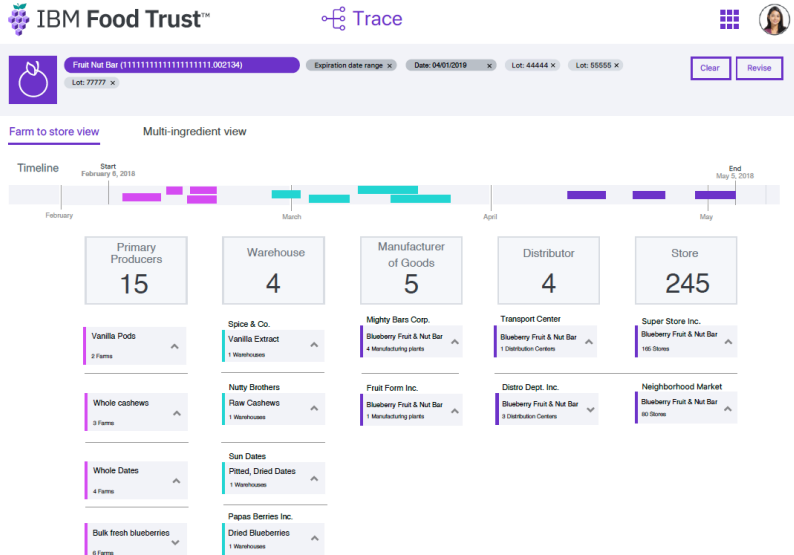 IBM Food Trust™
Trace
Fruit Nut Bar (11111111111111111111.002134)
Expiration date range ×
Date: 04/01/2019 ×
Lot: 44444 ×
Lot: 55555 ×
Lot: 77777 ×
Clear
Revise
Farm to store view
Multi-ingredient view
Timeline
Start
February 6, 2018
End
May 5, 2018
February
March
April
May
Primary
Producers
15
Warehouse
4
Manufacturer
of Goods
5
Distributor
4
Store
245
Vanilla Pods
2 Farms
Whole cashews
3 Farms
Whole Dates
4 Farms
Bulk fresh blueberries
6 Farms
Spice & Co.
Vanilla Extract
1 Warehouses
Nutty Brothers
Raw Cashews
1 Warehouses
Sun Dates
Pitted, Dried Dates
1 Warehouses
Papas Berries Inc.
Dried Blueberries
1 Warehouses
Mighty Bars Corp.
Blueberry Fruit & Nut Bar
4 Manufacturing plants
Fruit Form Inc.
Blueberry Fruit & Nut Bar
1 Manufacturing plants
Transport Center
Blueberry Fruit & Nut Bar
1 Distribution Centers
Distro Dept. Inc.
Blueberry Fruit & Nut Bar
3 Distribution Centers
Super Store Inc.
Blueberry Fruit & Nut Bar
165 Stores
Neighborhood Market
Blueberry Fruit & Nut Bar
80 Stores